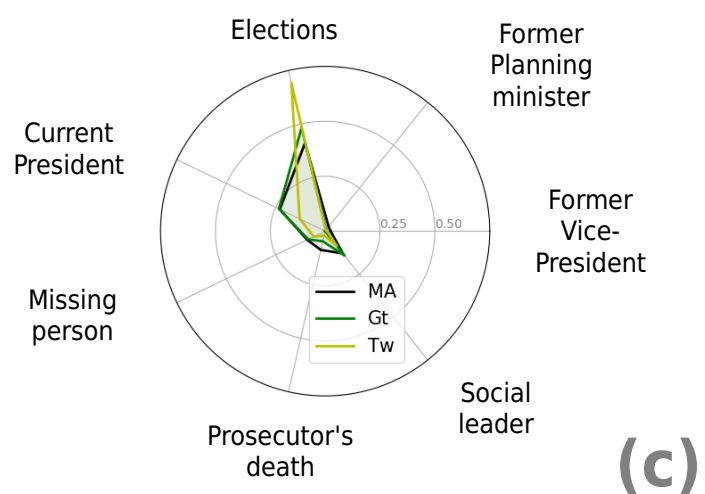 Elections
Former
Planning
minister
Current
President
Former
Vice-
President
0.25
0.50
Missing
person
MA
Gt
Tw
Social
leader
Prosecutor's
death
(c)